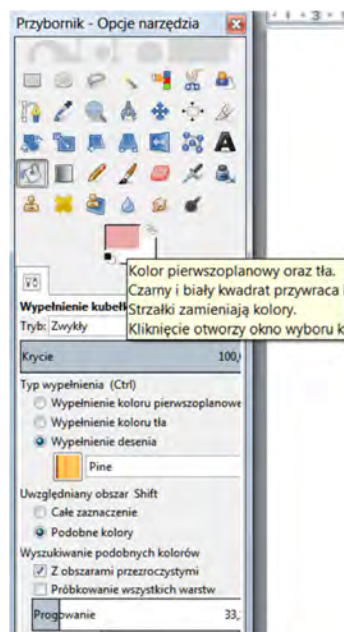 Przybornik - Opcje narzędzia
Kolor pierwszoplanowy oraz tła.
Czarny i biały kwadrat przywraca
Strzałki zamieniają kolory.
Kliknięcie otworzy okno wyboru k
Wypełnienie kubełk
Tryb: Zwykły
Krycie 100,
Typ wypełnienia (Ctrl)
Wypełnienie koloru pierwszoplanowe
Wypełnienie koloru tła
Wypełnienie desenia
Pine
Uwzględniany obszar Shift
Całe zaznaczenie
Podobne kolory
Wyszukiwanie podobnych kolorów
Z obszarami przezroczystymi
Próbkowanie wszystkich warstw
Progowanie 33,